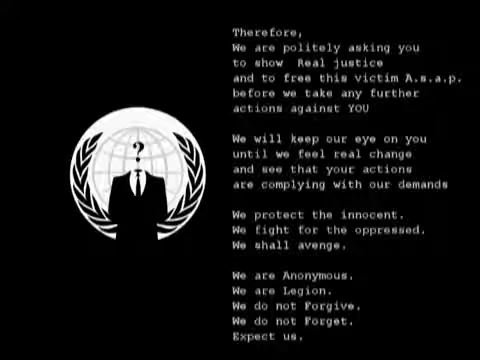 ?
Therefore,
We are politely asking you
to show  Real justice
and to free this victim A.s.a.p.
before we take any further
actions against YOU
We will keep our eye on you
until we feel real change
and see that your actions
are complying with our demands
We protect the innocent.
We fight for the oppressed.
We shall avenge.
We are Anonymous.
We are Legion.
We do not Forgive.
We do not Forget.
Expect us.